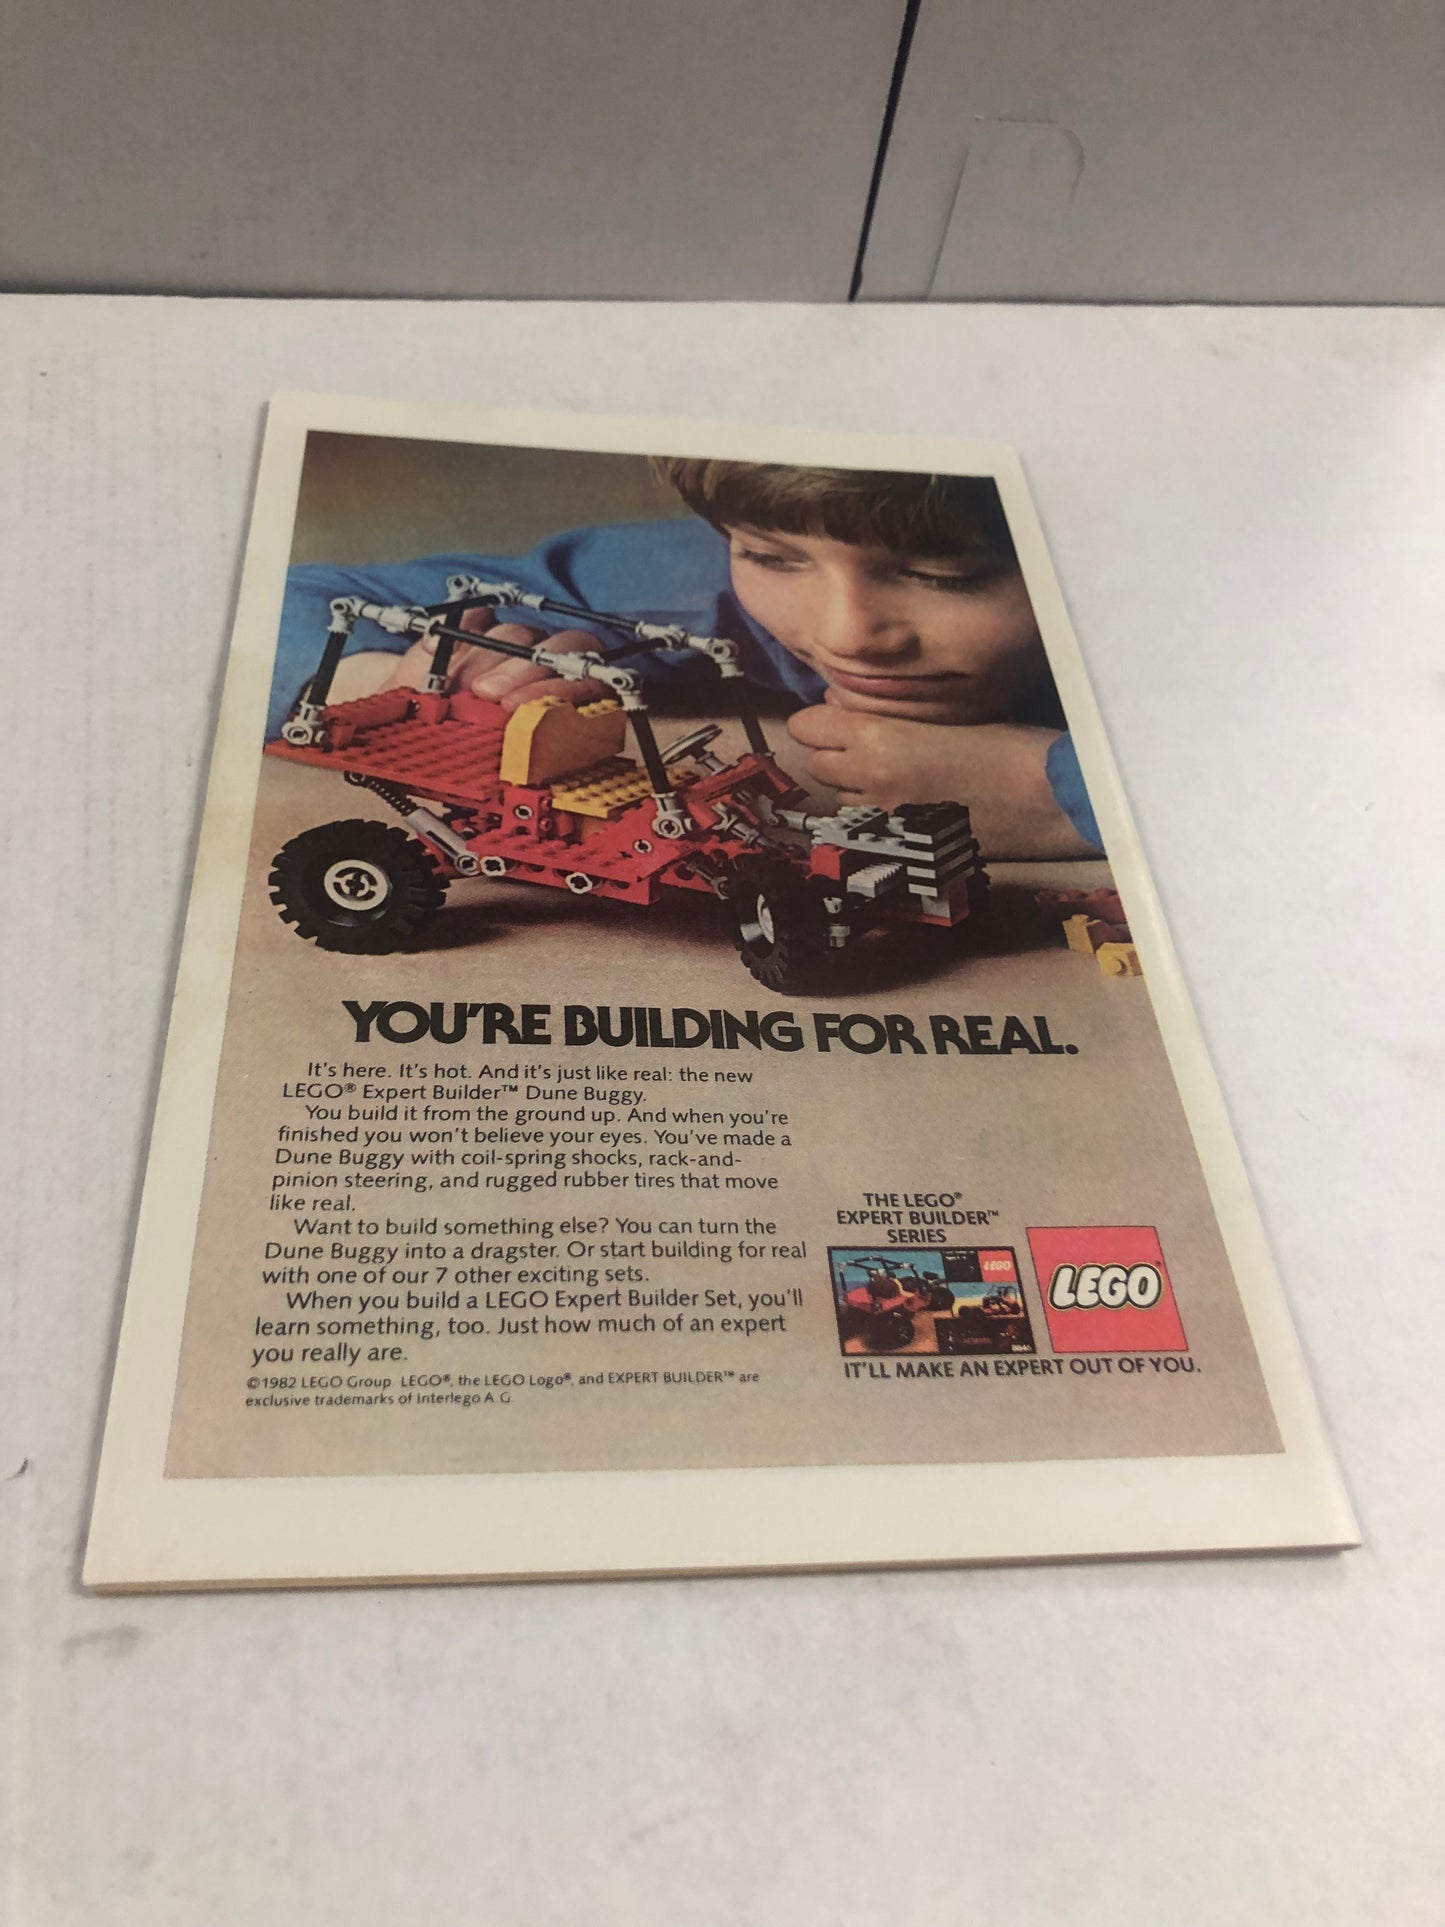 YOU'RE BUILDING FOR REAL.
It's here. It's hot. And it's just like real: the new
LEGO® Expert Builder™ Dune Buggy.
You build it from the ground up. And when you're
finished you won't believe your eyes. You've made a
Dune Buggy with coil-spring shocks, rack-and-
pinion steering, and rugged rubber tires that move
like real.
Want to build something else? You can turn the
Dune Buggy into a dragster. Or start building for real
with one of our 7 other exciting sets.
When you build a LEGO Expert Builder Set, you'll
learn something, too. Just how much of an expert
you really are.
©1982 LEGO Group. LEGO®, the LEGO Logo®, and EXPERT BUILDER™ are
exclusive trademarks of Interlego A.G.
THE LEGO®
EXPERT BUILDER™
SERIES
LEGO
LEGO®
IT'LL MAKE AN EXPERT OUT OF YOU.